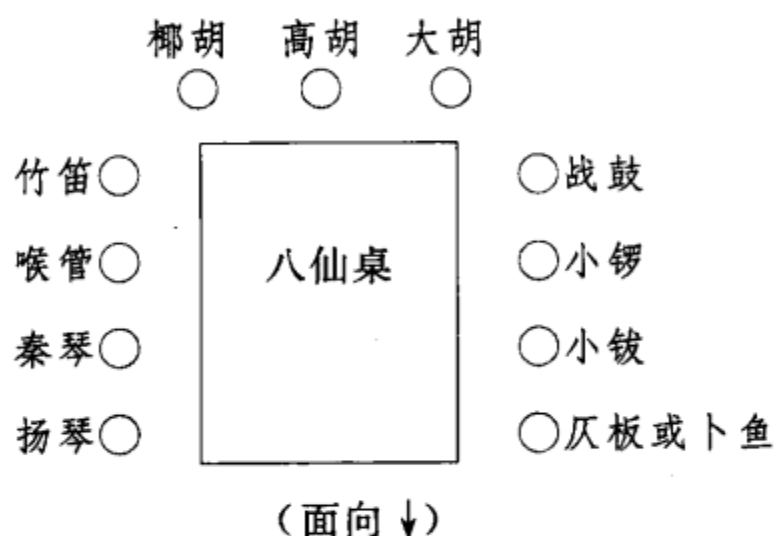 椰胡 高胡 大胡
竹笛 战鼓
喉管 八仙桌 小锣
秦琴 小钹
扬琴 仄板或卜鱼
（面向↓）